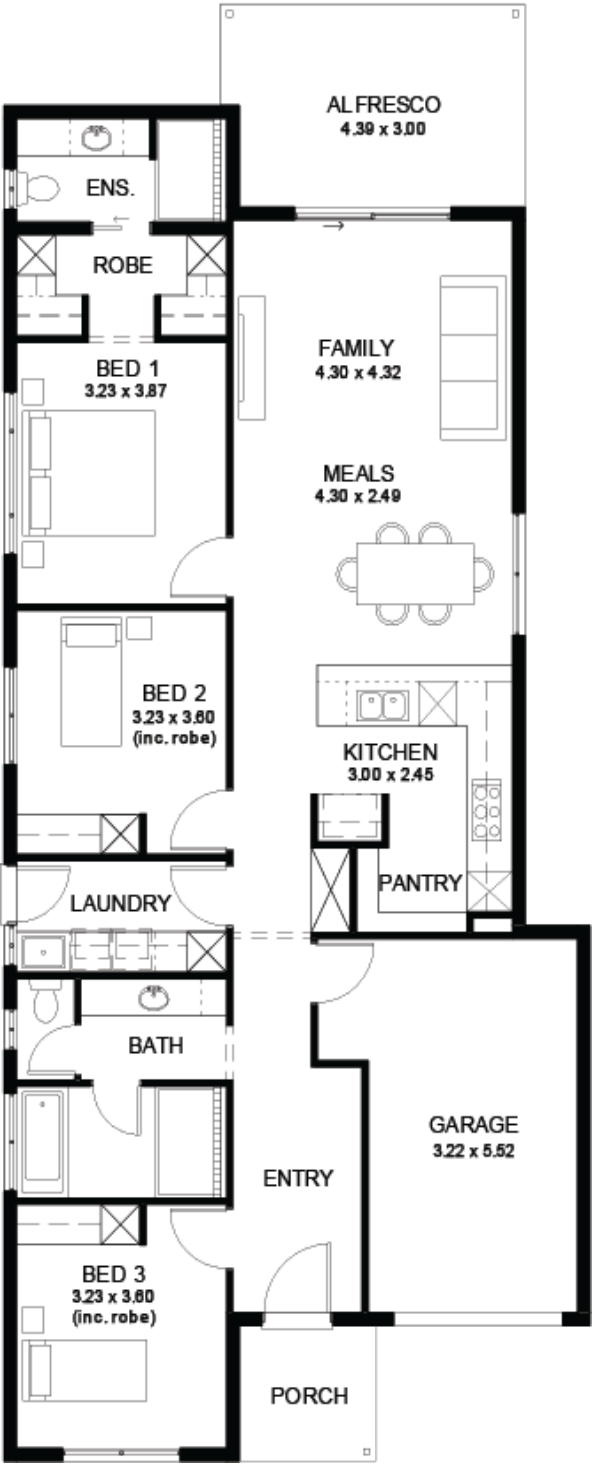 ALFRESCO
4.39 x 3.00
ENS.
ROBE
BED 1
3.23 x 3.87
FAMILY
4.30 x 4.32
MEALS
4.30 x 2.49
BED 2
3.23 x 3.60
(inc. robe)
KITCHEN
3.00 x 2.45
PANTRY
LAUNDRY
BATH
GARAGE
3.22 x 5.52
ENTRY
BED 3
3.23 x 3.60
(inc. robe)
PORCH